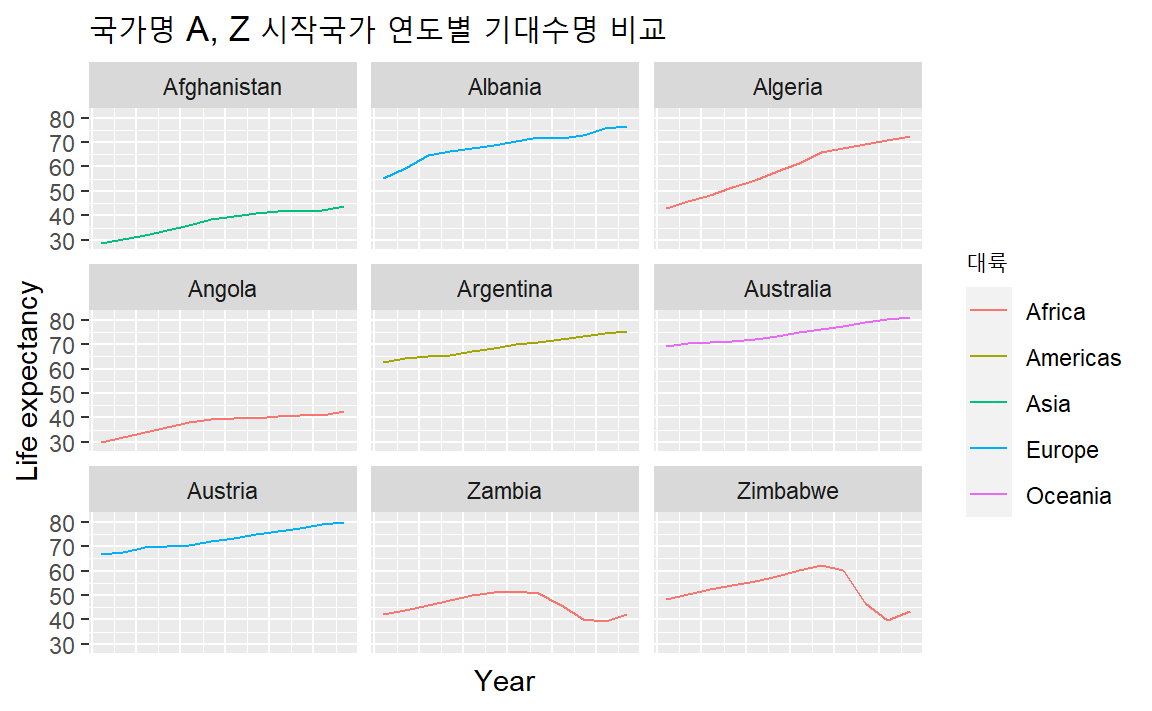 국가명 A, Z 시작국가 연도별 기대수명 비교
Afghanistan
Albania
Algeria
80
70
60
50
40
30
Angola
Argentina
Australia
80
70
60
50
40
30
Austria
Zambia
Zimbabwe
80
70
60
50
40
30
Life expectancy
Year
대륙
Africa
Americas
Asia
Europe
Oceania